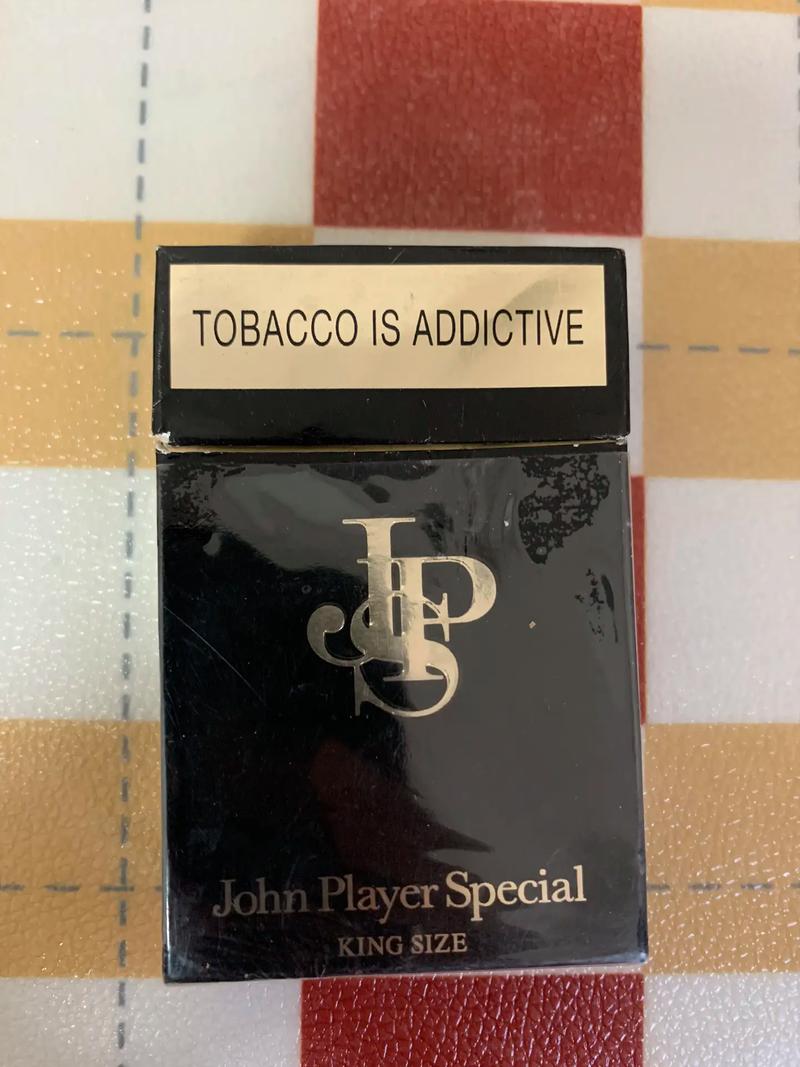 TOBACCO IS ADDICTIVE
JPS
John Player Special
KING SIZE